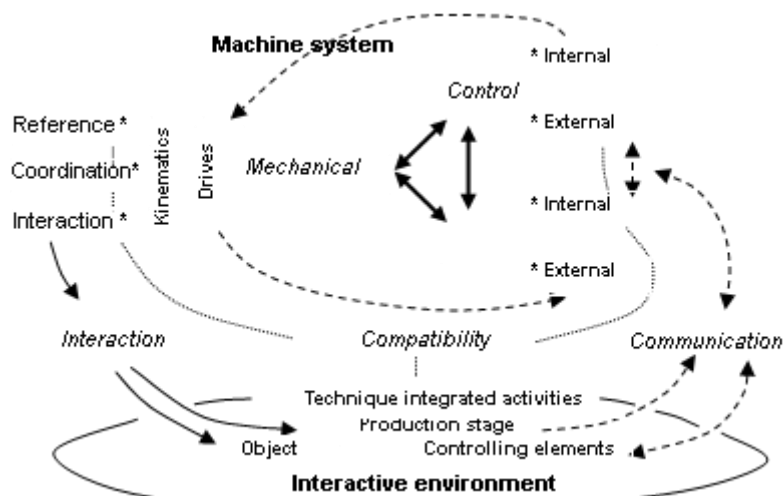 Machine system
* Internal
Control
* External
Reference *
Coordination*
Interaction *
Kinematics
Drives
Mechanical
* Internal
* External
Interaction
Compatibility
Communication
Technique integrated activities
Production stage
Object
Controlling elements
Interactive environment